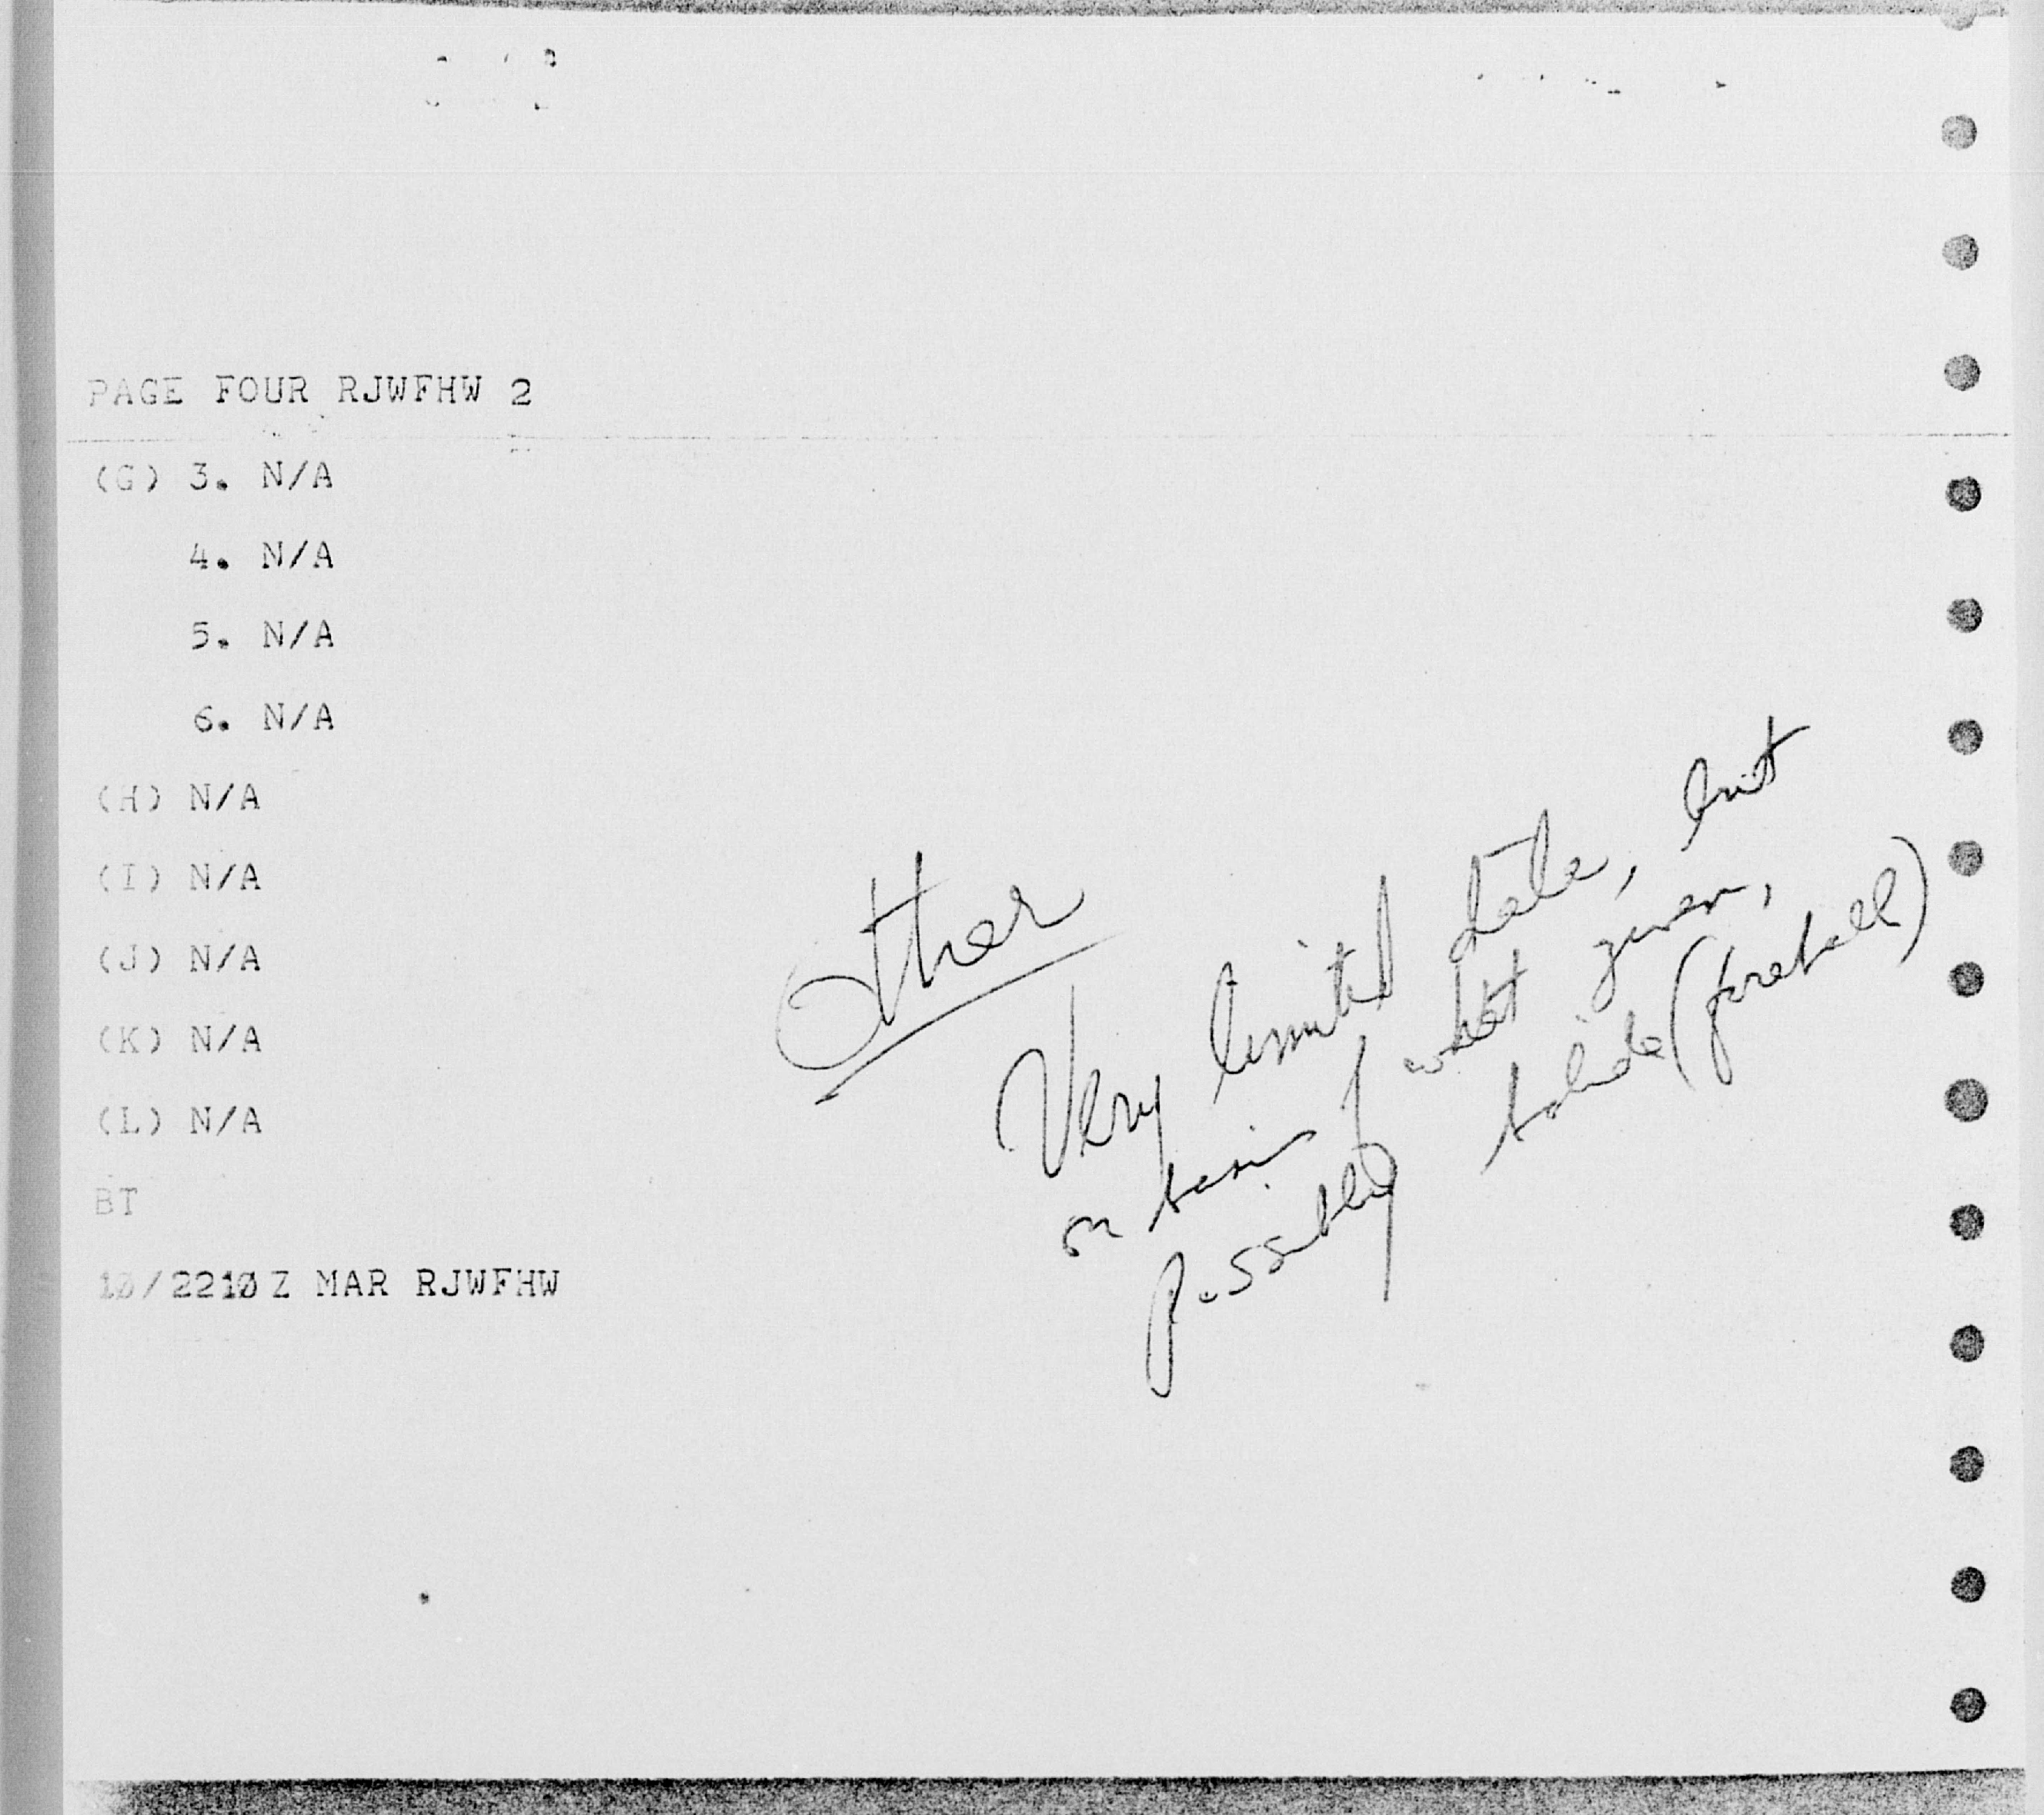 PAGE FOUR RJWFHW 2
(G) 3. N/A
4. N/A
5. N/A
6. N/A
(H) N/A
(I) N/A
(J) N/A
(K) N/A
(L) N/A
BT
10/2210Z MAR RJWFHW
Other
Very limited data, but
on basis of what given,
possibly bolide (fireball)